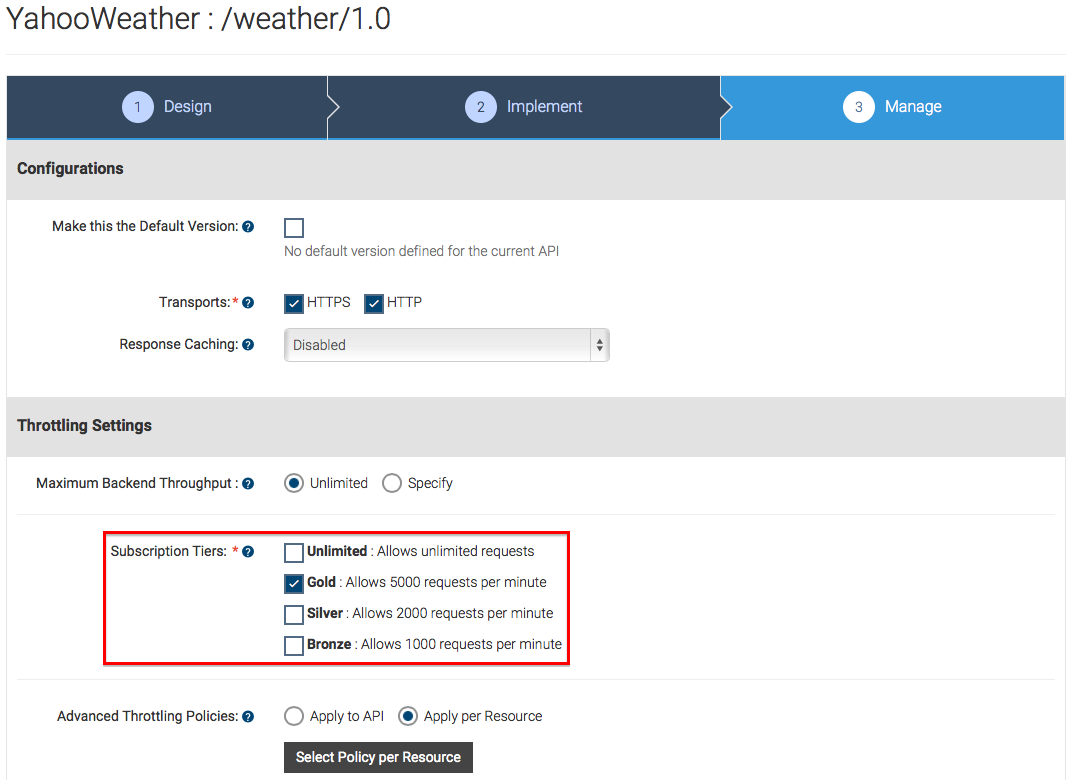 YahooWeather : /weather/1.0
1 Design 2 Implement 3 Manage
Configurations
Make this the Default Version: ?
No default version defined for the current API
Transports:* ? HTTPS HTTP
Response Caching: ? Disabled
Throttling Settings
Maximum Backend Throughput : ? Unlimited Specify
Subscription Tiers: * ? Unlimited : Allows unlimited requests
Gold : Allows 5000 requests per minute
Silver : Allows 2000 requests per minute
Bronze : Allows 1000 requests per minute
Advanced Throttling Policies: ? Apply to API Apply per Resource
Select Policy per Resource